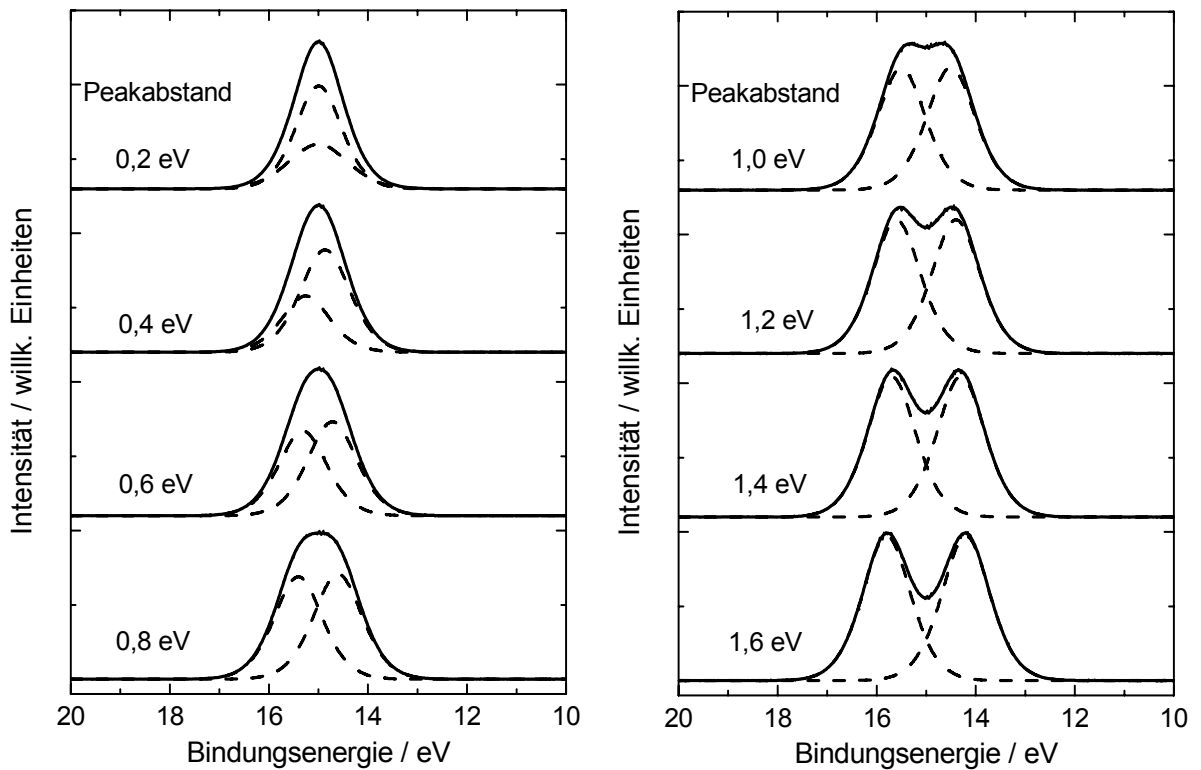 Peakabstand
0,2 eV
0,4 eV
0,6 eV
0,8 eV
20 18 16 14 12 10
Bindungsenergie / eV
Intensität / willk. Einheiten
Peakabstand
1,0 eV
1,2 eV
1,4 eV
1,6 eV
20 18 16 14 12 10
Bindungsenergie / eV
Intensität / willk. Einheiten